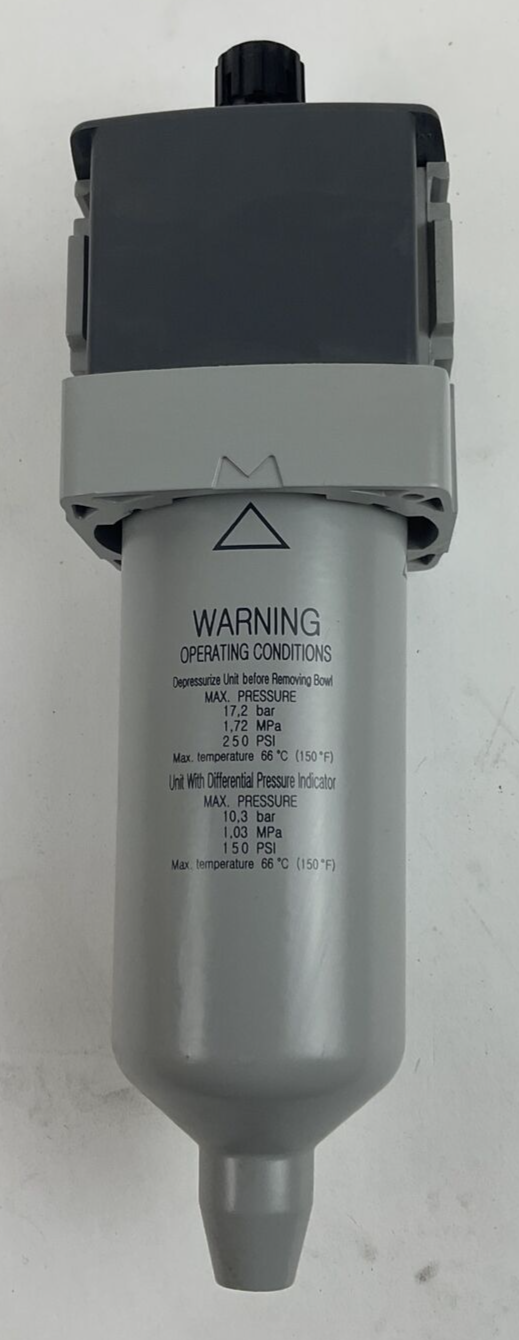 WARNING
OPERATING CONDITIONS
Depressurize Unit before Removing Bowl
MAX. PRESSURE
17,2 bar
1,72 MPa
250 PSI
Max. temperature 66°C (150°F)
Unit With Differential Pressure Indicator
MAX. PRESSURE
10,3 bar
1,03 MPa
150 PSI
Max. temperature 66°C (150°F)